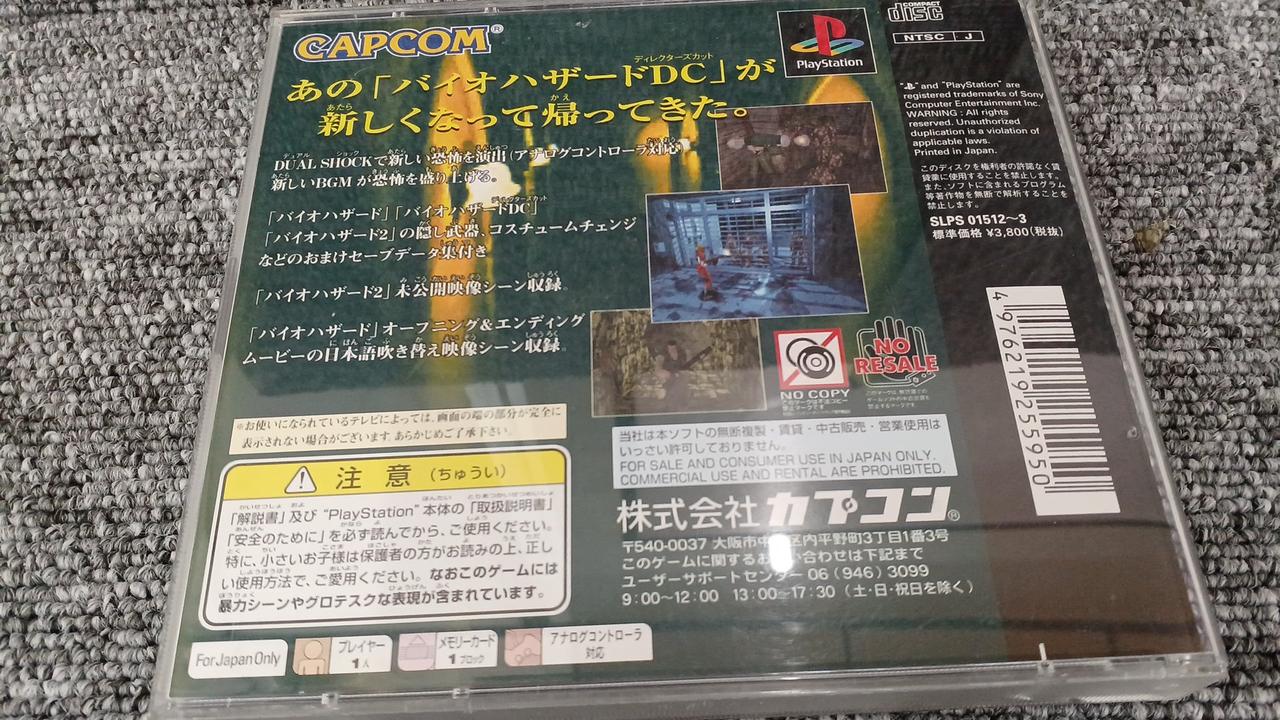 CAPCOM®
あの「バイオハザードDC」が
ディレクターズカット
新しくなって帰ってきた。
DUAL SHOCKで新しい恐怖を演出(アナログコントローラ対応)
新しいBGMが恐怖を盛り上げる。
「バイオハザード」「バイオハザードDC」
「バイオハザード2」の隠し武器、コスチュームチェンジ
などのおまけセーブデータ集付き
「バイオハザード2」未公開映像シーン収録。
「バイオハザード」オープニング&エンディング
ムービーの日本語吹き替え映像シーン収録。
※お使いになられているテレビによっては、画面の端の部分が完全に
表示されない場合がございます。あらかじめご了承下さい。
注意(ちゅうい)
「解説書」及び"PlayStation"本体の「取扱説明書」
「安全のために」を必ず読んでから、ご使用ください。
特に、小さいお子様は保護者の方がお読みの上、正し
い使用方法で、ご愛用ください。なおこのゲームには
暴力シーンやグロテスクな表現が含まれています。
For Japan Only
プレイヤー
1人
メモリーカード
1ブロック
アナログコントローラ
対応
PlayStation
NO COPY
NO RESALE
当社は本ソフトの無断複製・賃貸・中古販売・営業使用は
いっさい許可しておりません。
FOR SALE AND CONSUMER USE IN JAPAN ONLY.
COMMERCIAL USE AND RENTAL ARE PROHIBITED.
株式会社カプコン®
〒540-0037 大阪市中 区内平野町3丁目1番3号
このゲームに関するお い合わせは下記まで
ユーザーサポートセンター 06(946)3099
9:00~12:00 13:00~17:30(土・日・祝日を除く)
COMPACT
disc
NTSC J
"PS" and "PlayStation" are
registered trademarks of Sony
Computer Entertainment Inc.
WARNING : All rights
reserved. Unauthorized
duplication is a violation of
applicable laws.
Printed in Japan.
このディスクを権利者の許諾なく賃
貸業に使用することを禁止します。
また、ソフトに含まれるプログラム
等著作物を無断で解析することを
禁止します。
SLPS 01512~3
標準価格 ¥3,800(税抜)
4 976219 255950